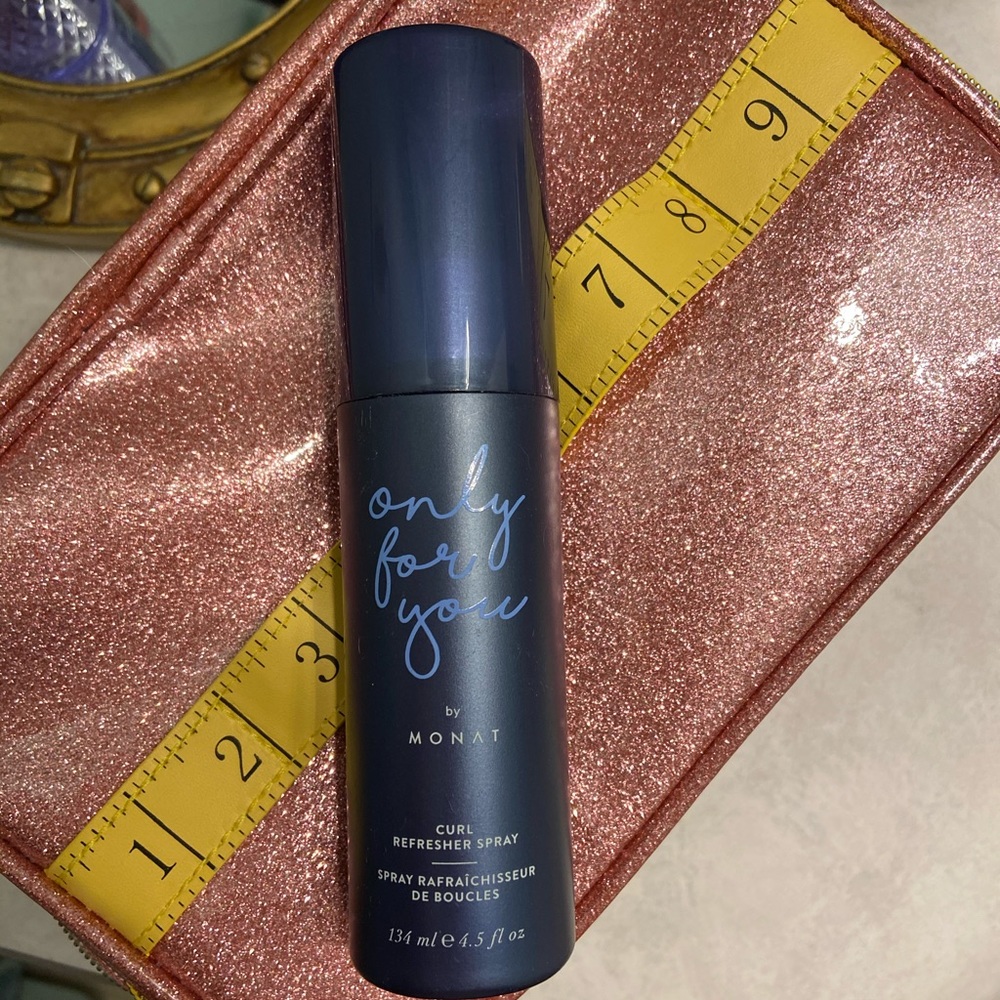 only
for
you
by
MONΛT
CURL
REFRESHER SPRAY
SPRAY RAFRAÎCHISSEUR
DE BOUCLES
134 ml e 4.5 fl oz
1
2
3
7
8
9